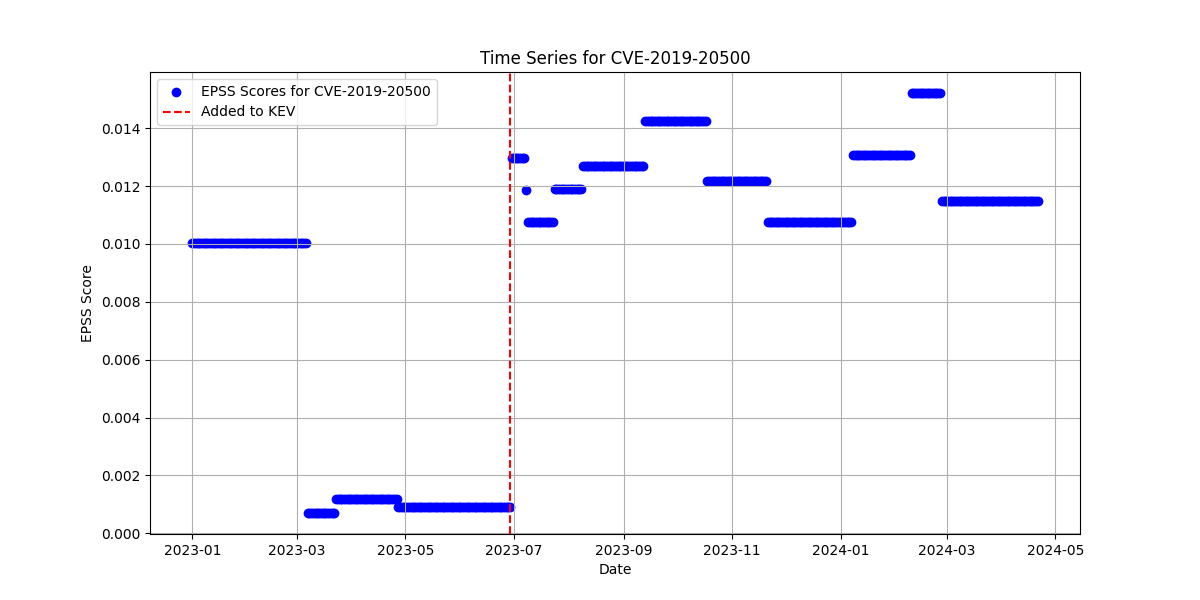 Time Series for CVE-2019-20500
EPSS Scores for CVE-2019-20500
Added to KEV
0.014
0.012
0.010
0.008
0.006
0.004
0.002
0.000
EPSS Score
2023-01 2023-03 2023-05 2023-07 2023-09 2023-11 2024-01 2024-03 2024-05
Date